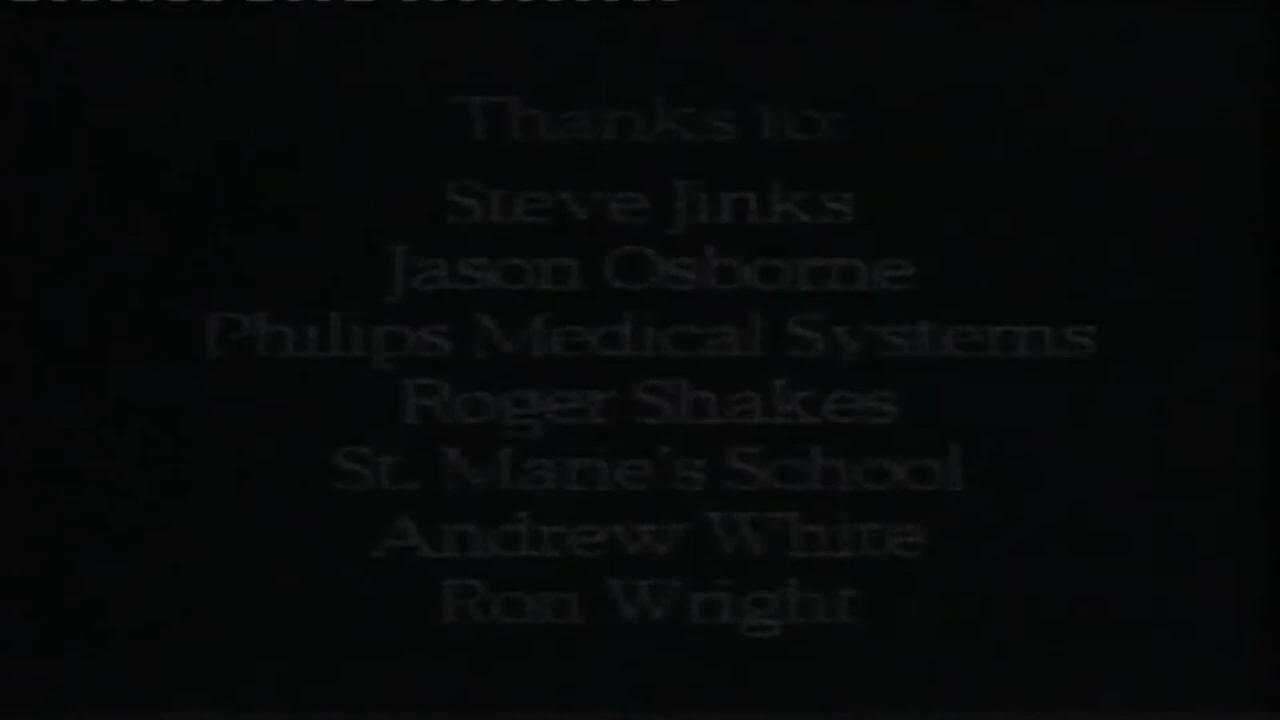 Thanks to:
Steve Jinks
Jason Osborne
Philips Medical Systems
Roger Shakes
St. Marie's School
Andrew White
Ron Wright